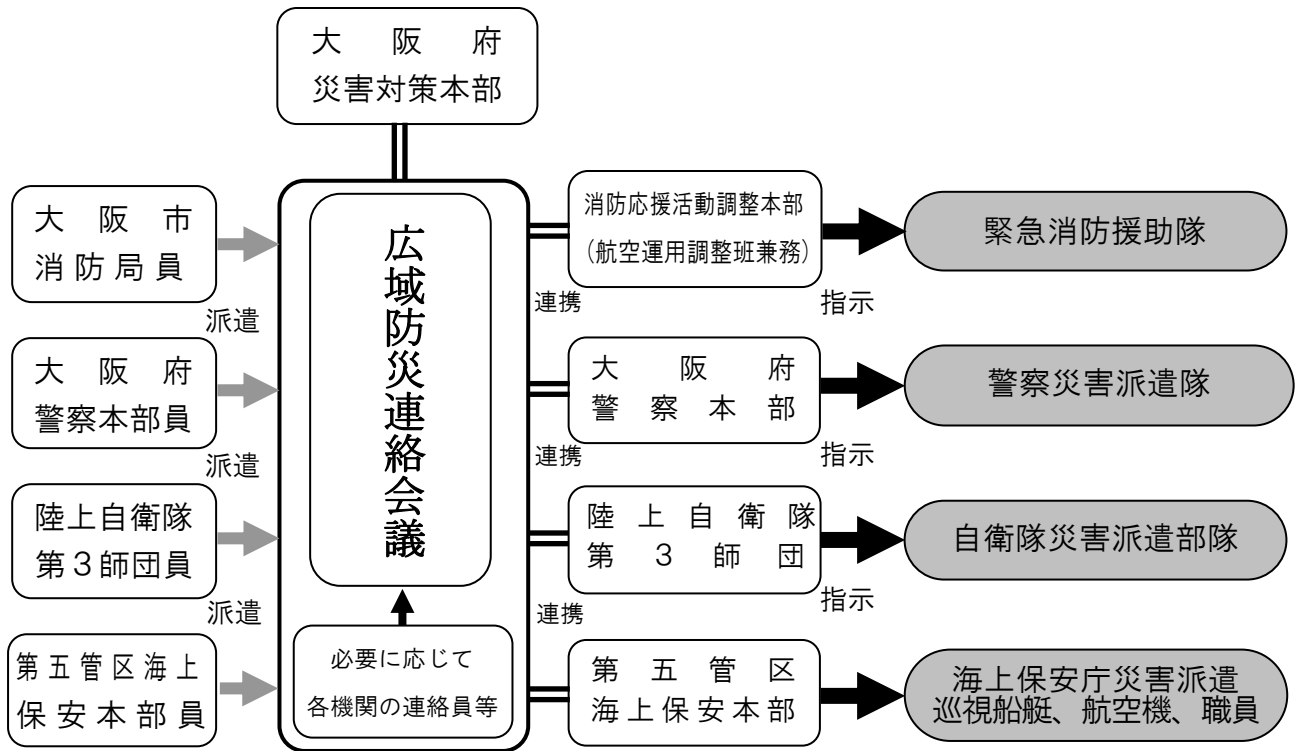 大阪府
災害対策本部
大阪市
消防局員
派遣
大阪府
警察本部員
派遣
陸上自衛隊
第３師団員
派遣
第五管区海上
保安本部員
広域防災連絡会議
必要に応じて
各機関の連絡員等
消防応援活動調整本部
(航空運用調整班兼務)
連携
大阪府
警察本部
連携
陸上自衛隊
第３師団
連携
第五管区
海上保安本部
指示
指示
指示
緊急消防援助隊
警察災害派遣隊
自衛隊災害派遣部隊
海上保安庁災害派遣
巡視船艇、航空機、職員